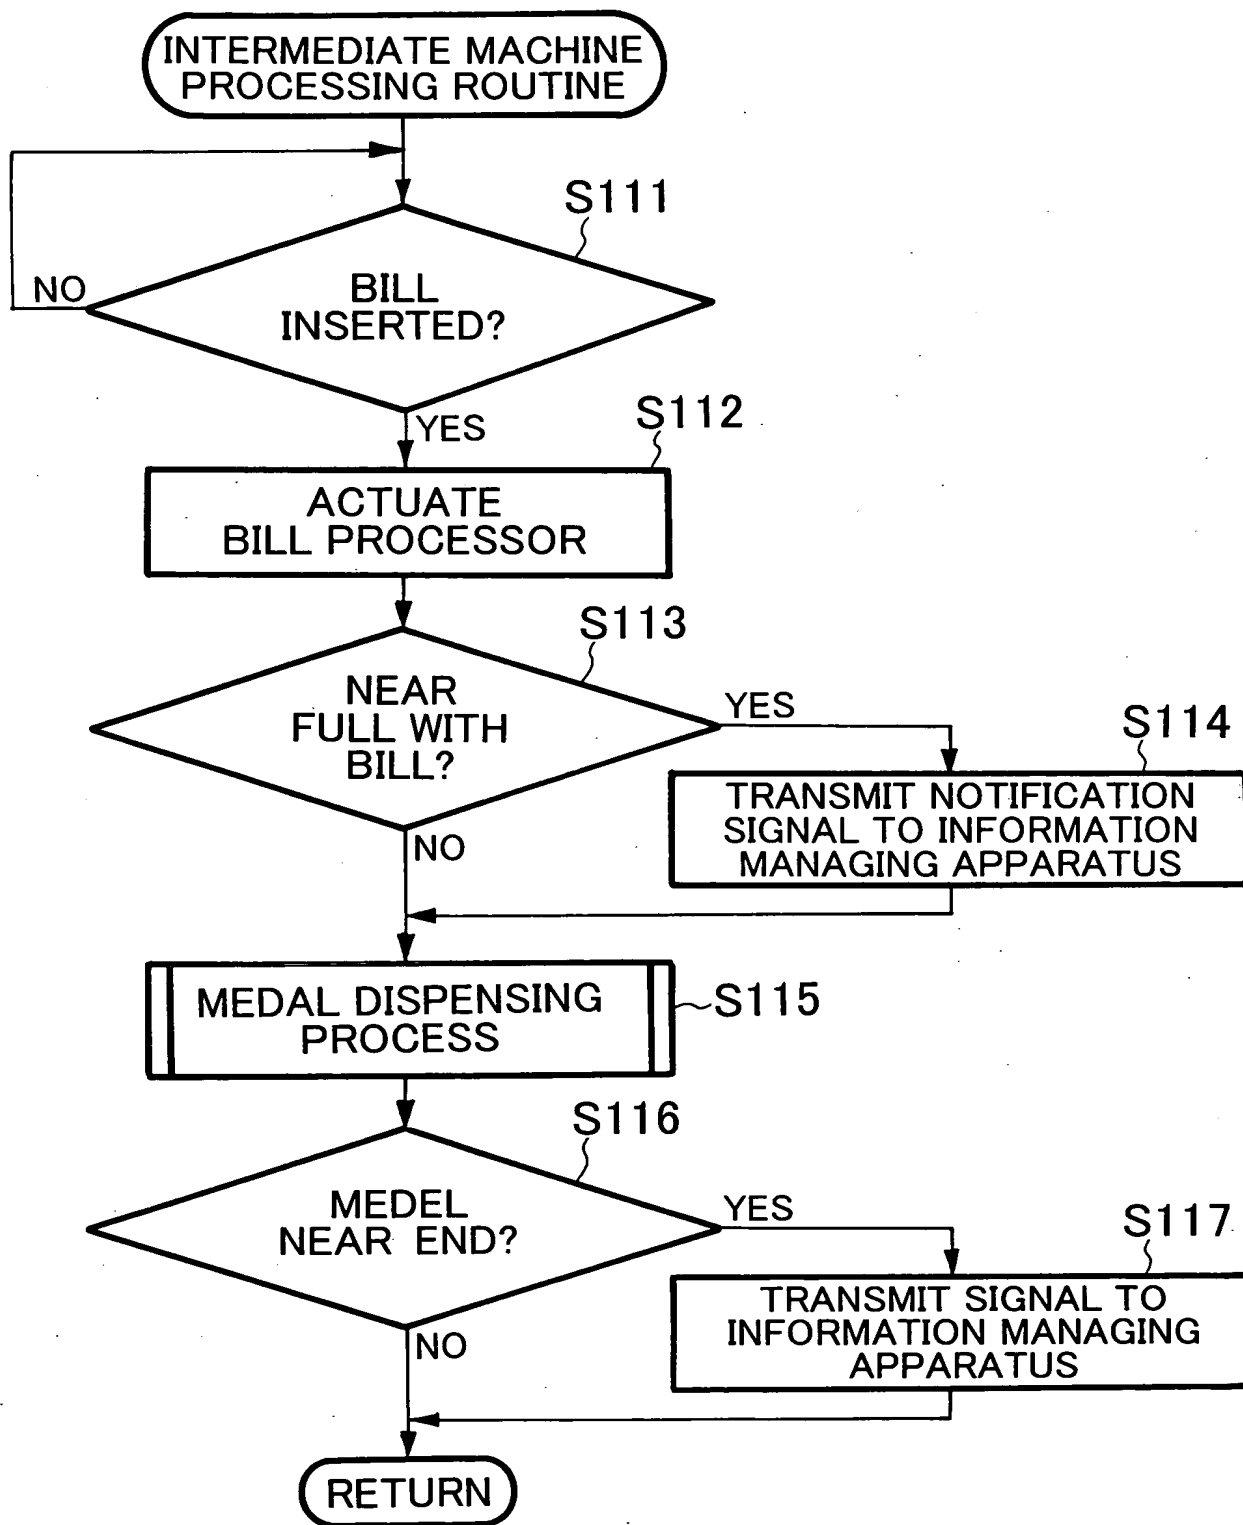 INTERMEDIATE MACHINE
PROCESSING ROUTINE
S111
NO
BILL
INSERTED?
YES
S112
ACTUATE
BILL PROCESSOR
S113
NEAR
FULL WITH
BILL?
YES
S114
TRANSMIT NOTIFICATION
SIGNAL TO INFORMATION
MANAGING APPARATUS
NO
MEDAL DISPENSING
PROCESS
S115
S116
MEDEL
NEAR END?
YES
S117
TRANSMIT SIGNAL TO
INFORMATION MANAGING
APPARATUS
NO
RETURN